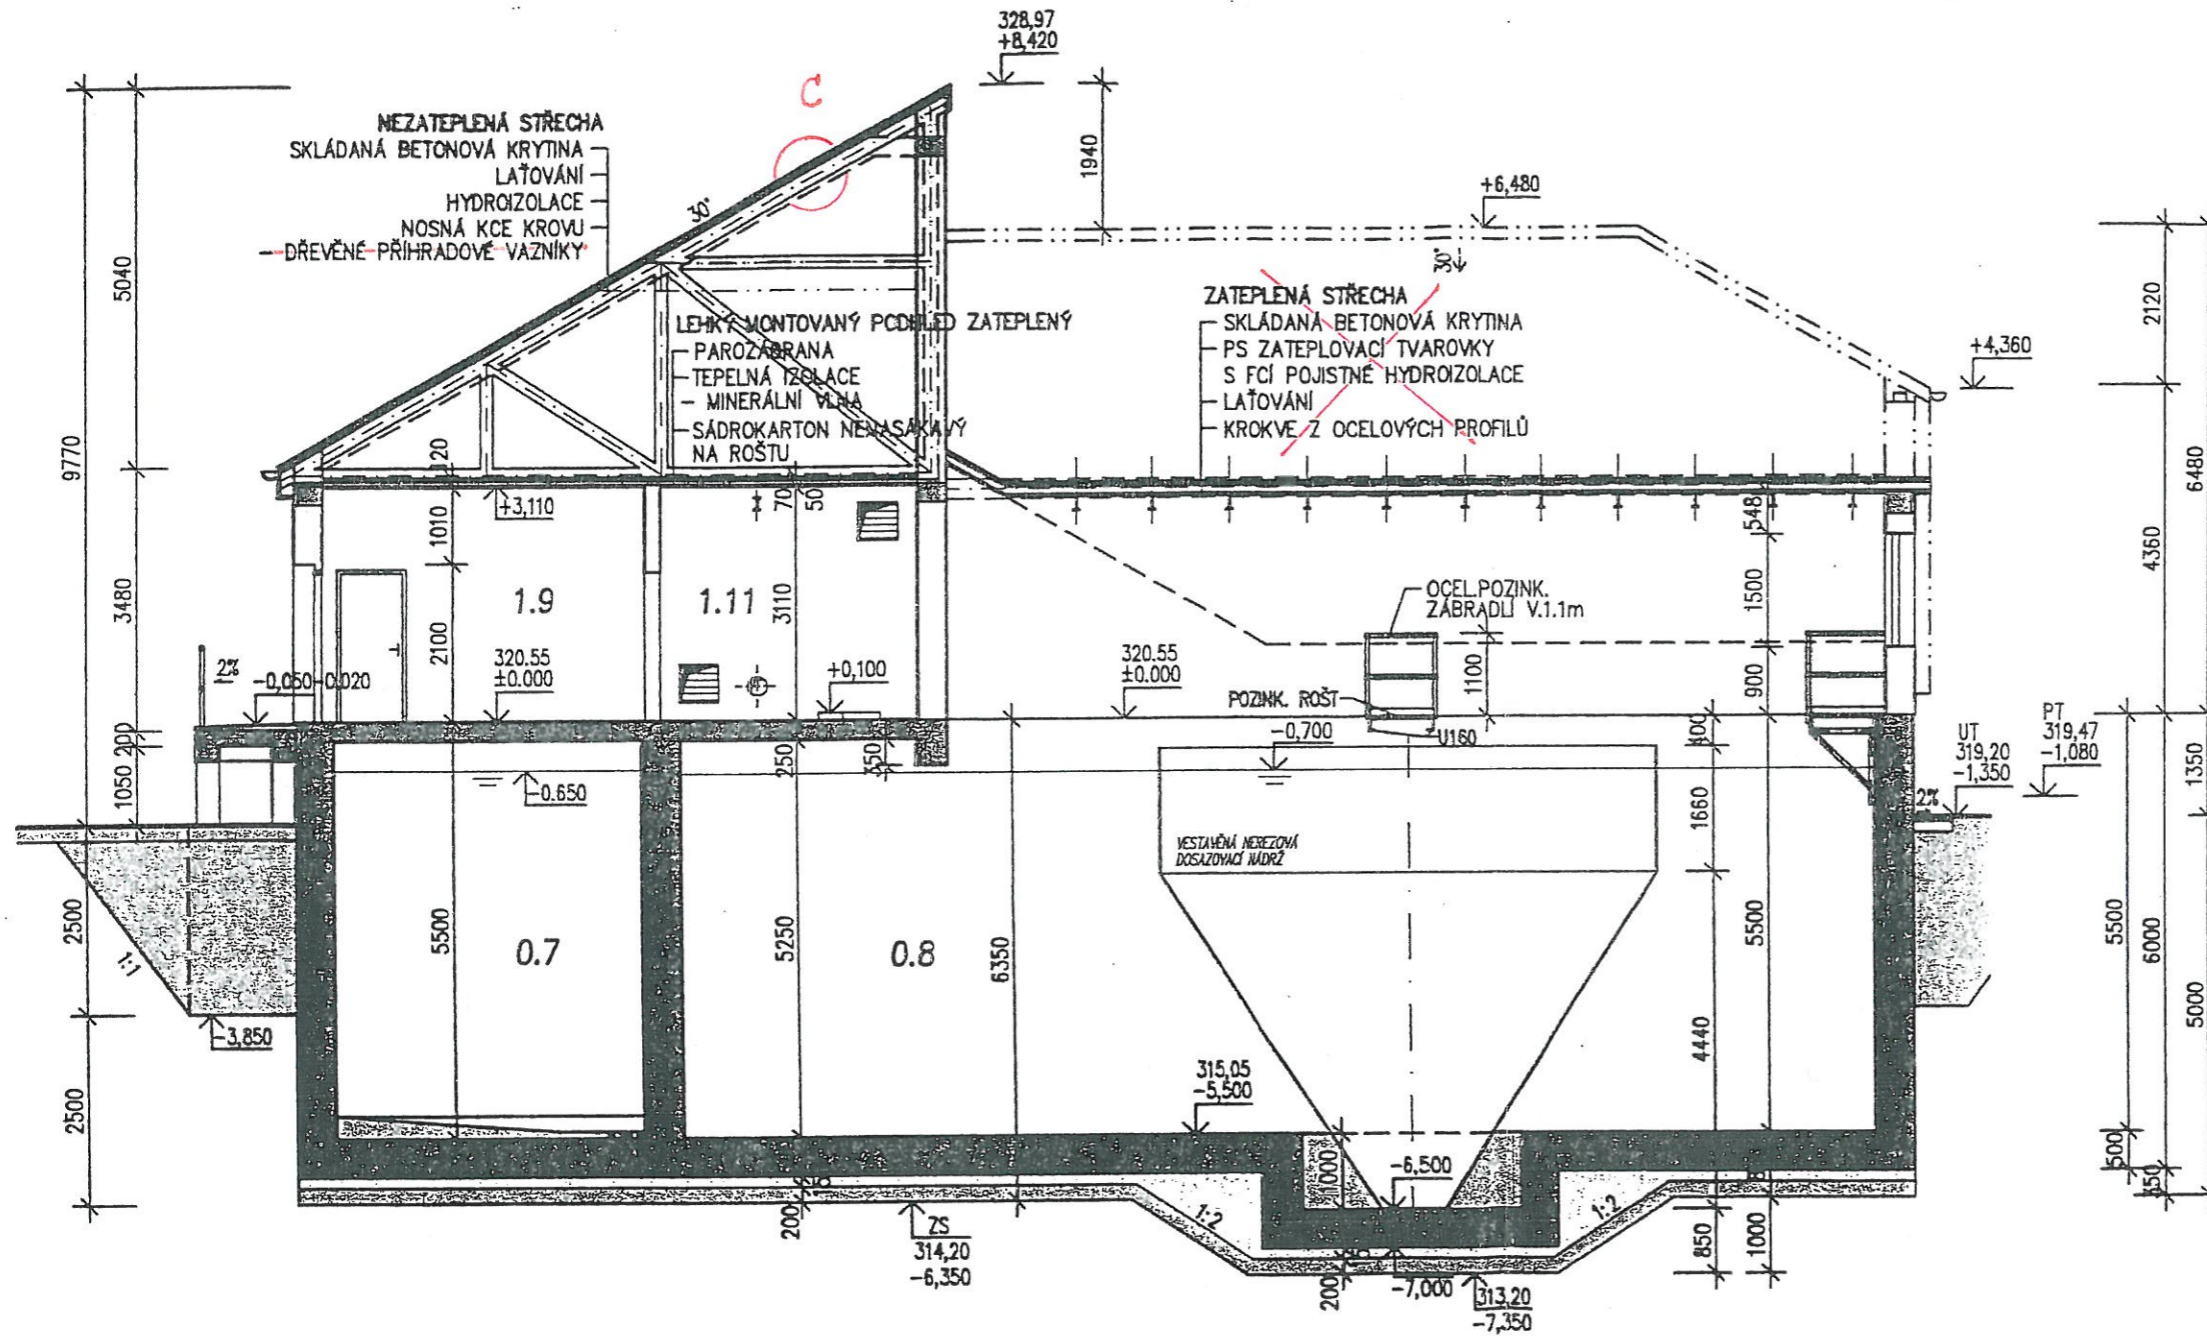 328,97
+8,420
C
NEZATEPLENÁ STŘECHA
SKLÁDANÁ BETONOVÁ KRYTINA
LAŤOVÁNÍ
HYDROIZOLACE
NOSNÁ KCE KROVU
DŘEVĚNÉ PŘÍHRADOVÉ VAZNÍKY
30°
1940
+6,480
30°
5040
2120
+4,360
ZATEPLENÁ STŘECHA
SKLÁDANÁ BETONOVÁ KRYTINA
PS ZATEPLOVACÍ TVAROVKY
S FCÍ POJISTNÉ HYDROIZOLACE
LAŤOVÁNÍ
KROKVE Z OCELOVÝCH PROFILŮ
LEHKÝ MONTOVANÝ PODHLED ZATEPLENÝ
PAROZÁBRANA
TEPELNÁ IZOLACE
- MINERÁLNÍ VLNA
SÁDROKARTON NENASÁKAVÝ
NA ROŠTU
9770
120
+3,110
70
50
548
6480
1010
4360
3480
1.9
1.11
3110
OCEL.POZINK.
ZÁBRADLÍ V.1.1m
1500
2100
2%
-0,050
-0.020
320.55
±0.000
+0,100
320.55
±0.000
1100
900
POZINK. ROŠT
U160
200
1050
250
350
-0,700
400
-0.650
UT
319,20
-1,350
PT
319,47
-1,080
1350
2%
1660
VESTAVĚNÁ NEREZOVÁ
DOSAZOVACÍ NÁDRŽ
2500
1:1
5500
0.7
5250
0.8
6350
5500
5500
6000
5000
-3,850
4440
2500
315,05
-5,500
1000
-6,500
500
350
200
ZS
314,20
-6,350
1:2
1:2
850
1000
200
-7,000
313,20
-7,350